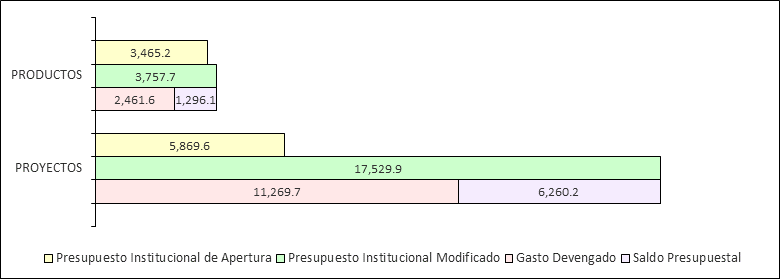 3,465.2
PRODUCTOS
3,757.7
2,461.6 1,296.1
5,869.6
PROYECTOS
17,529.9
11,269.7 6,260.2
Presupuesto Institucional de Apertura Presupuesto Institucional Modificado Gasto Devengado Saldo Presupuestal